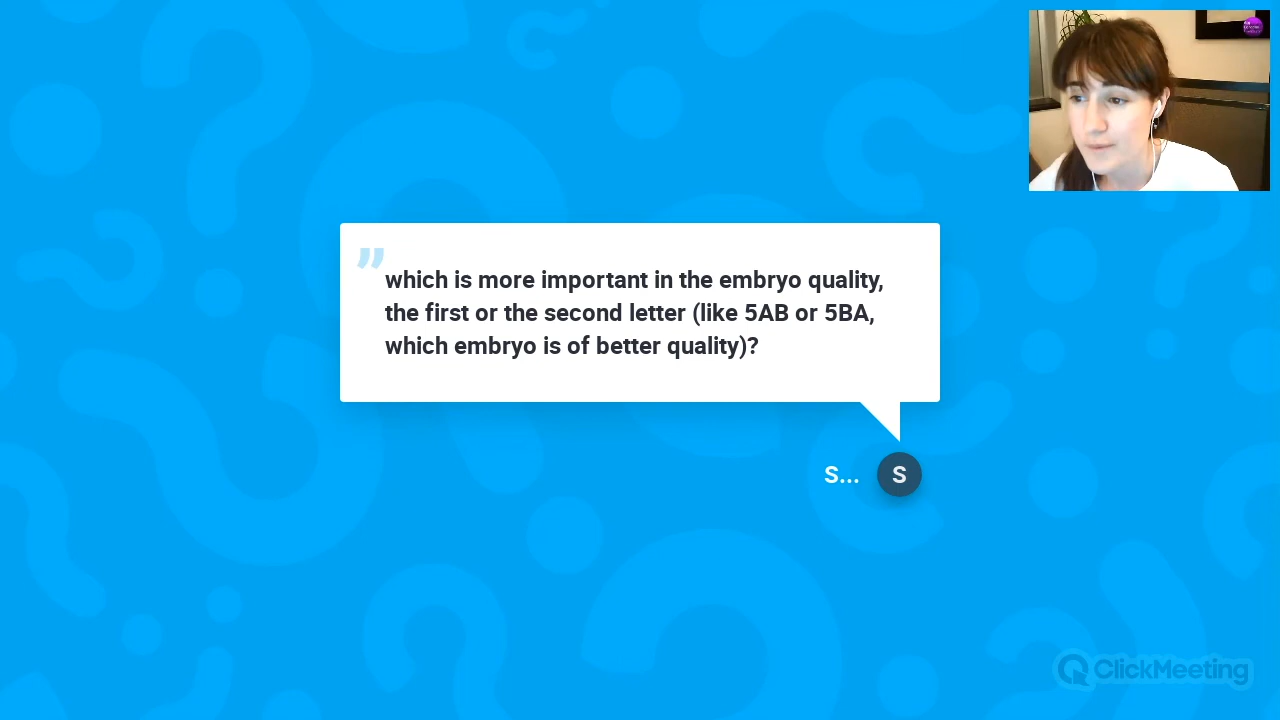 which is more important in the embryo quality,
the first or the second letter (like 5AB or 5BA,
which embryo is of better quality)?
S... S
ClickMeeting